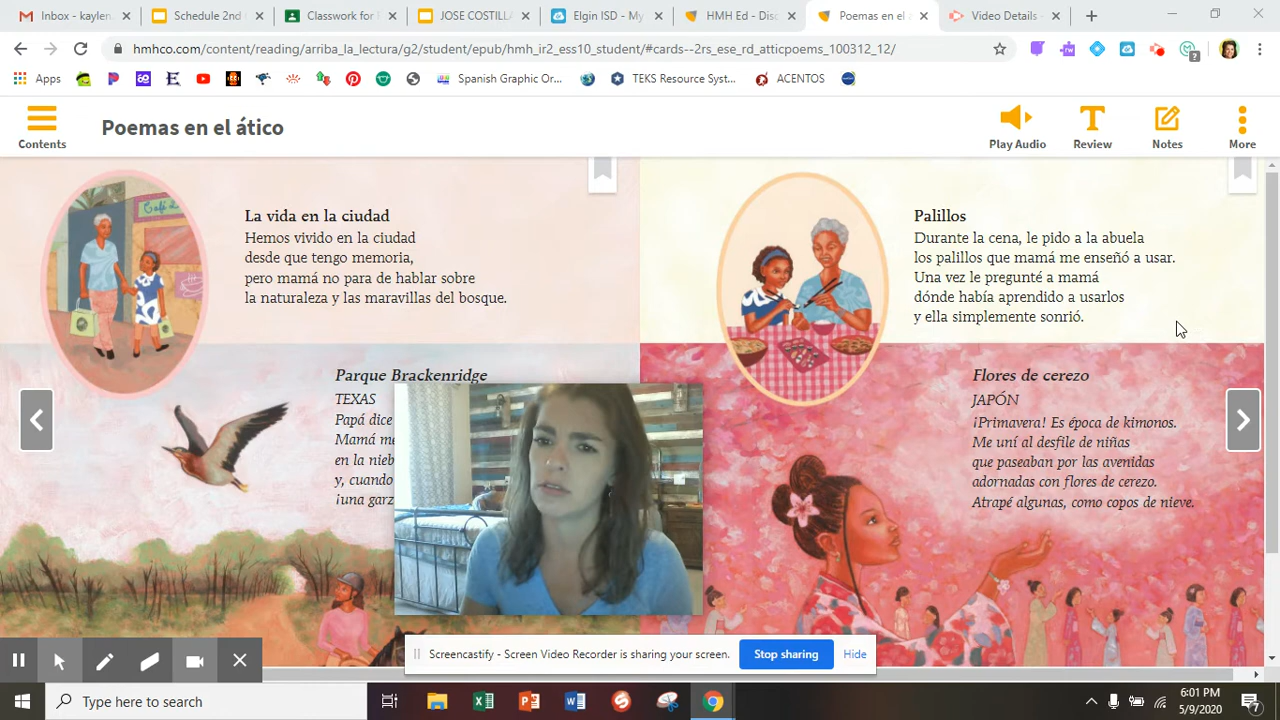 Inbox - kaylen
Schedule 2nd
Classwork for
JOSE COSTILLA
Elgin ISD - My
HMH Ed - Disc
Poemas en el
Video Details -
hmhco.com/content/reading/arriba_la_lectura/g2/student/epub/hmh_ir2_ess10_student/#cards--2rs_ese_rd_atticpoems_100312_12/
Apps
Spanish Graphic Or...
TEKS Resource Syst...
ACENTOS
Contents
Poemas en el ático
Play Audio
Review
Notes
More
La vida en la ciudad
Hemos vivido en la ciudad
desde que tengo memoria,
pero mamá no para de hablar sobre
la naturaleza y las maravillas del bosque.
Palillos
Durante la cena, le pido a la abuela
los palillos que mamá me enseñó a usar.
Una vez le pregunté a mamá
dónde había aprendido a usarlos
y ella simplemente sonrió.
Parque Brackenridge
TEXAS
Papá dice
Mamá me
en la nieb
y, cuando
¡una garz
Flores de cerezo
JAPÓN
¡Primavera! Es época de kimonos.
Me uní al desfile de niñas
que paseaban por las avenidas
adornadas con flores de cerezo.
Atrapé algunas, como copos de nieve.
Screencastify - Screen Video Recorder is sharing your screen.
Stop sharing
Hide
Type here to search
6:01 PM
5/9/2020
7